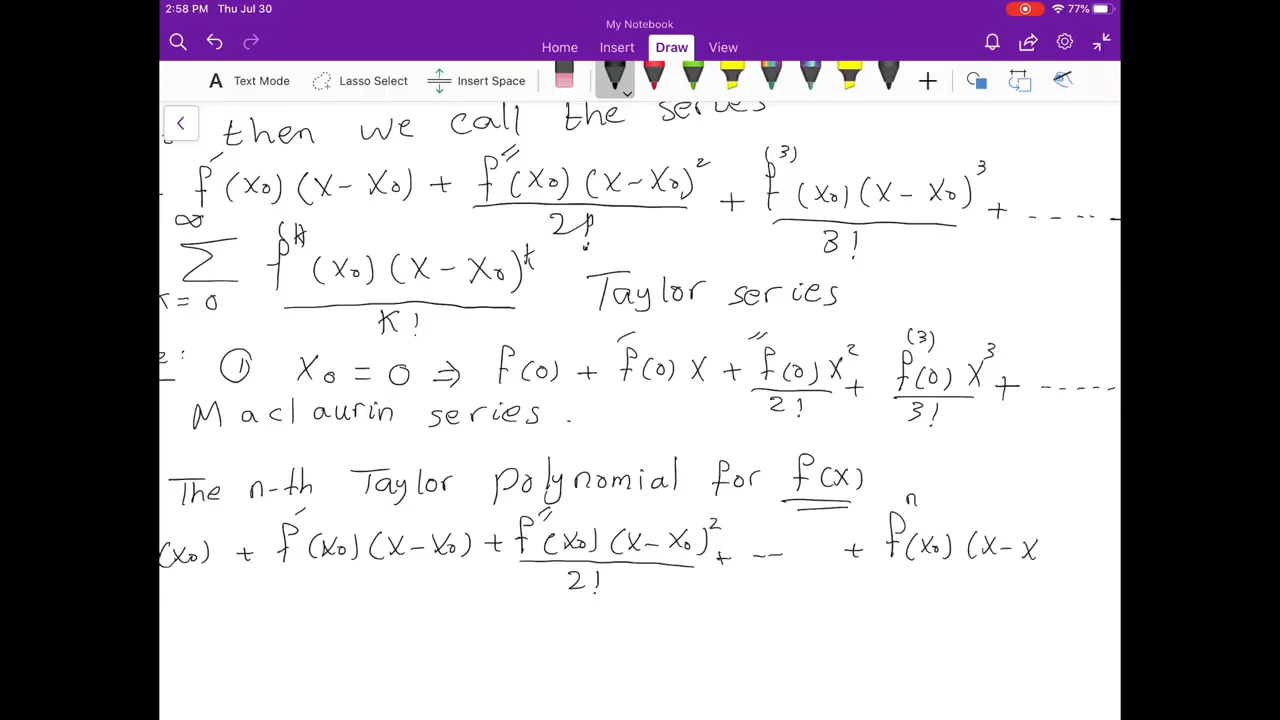 2:58 PM Thu Jul 30
77%
My Notebook
Home Insert Draw View
A Text Mode Lasso Select Insert Space
then we call the series
f′(x₀)(x-x₀) + f″(x₀)(x-x₀)²/2! + f⁽³⁾(x₀)(x-x₀)³/3! + ------
∞∑K=0 fᴷ(x₀)(x-x₀)ᴷ/K! Taylor series
① x₀ = 0 ⇒ f(0) + f′(0)x + f″(0)x²/2! + f⁽³⁾(0)x³/3! + -----
Maclaurin series.
The n-th Taylor polynomial for f(x)
(x₀) + f′(x₀)(x-x₀) + f″(x₀)(x-x₀)²/2! + -- + fⁿ(x₀)(x-x